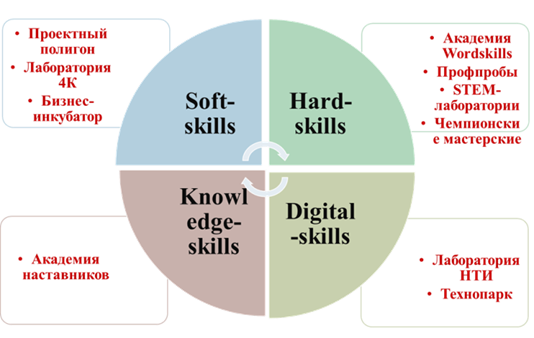 • Проектный
полигон
• Лаборатория
4К
• Бизнес-
инкубатор
Soft-
skills
Hard-
skills
• Академия
Wordskills
• Профпробы
• STEM-
лаборатории
• Чемпионски
е мастерские
• Академия
наставников
Knowl
edge-
skills
Digital
-skills
• Лаборатория
НТИ
• Технопарк